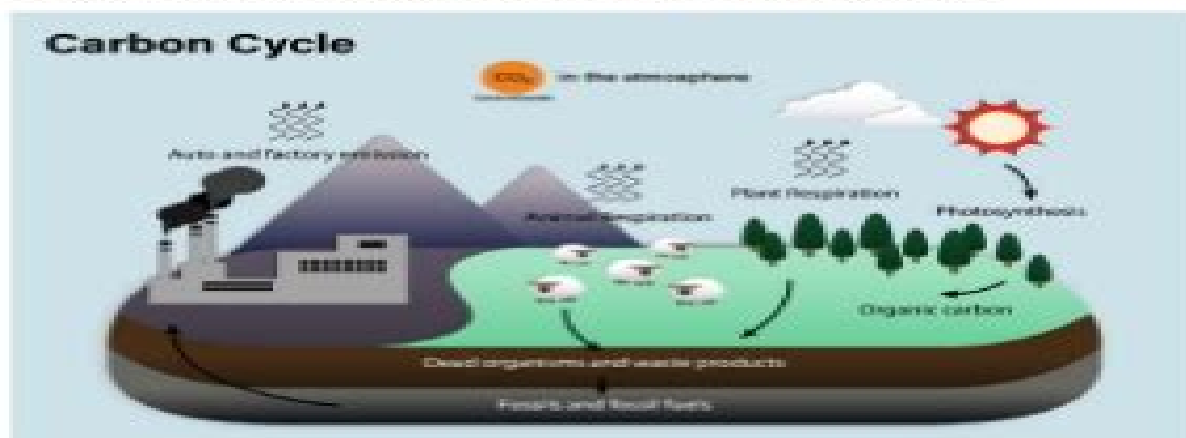 Carbon Cycle
CO₂ in the atmosphere
Auto and factory emission
Plant Respiration
Animal Respiration
Photosynthesis
Organic carbon
Dead organisms and waste products
Fossils and fossil fuels